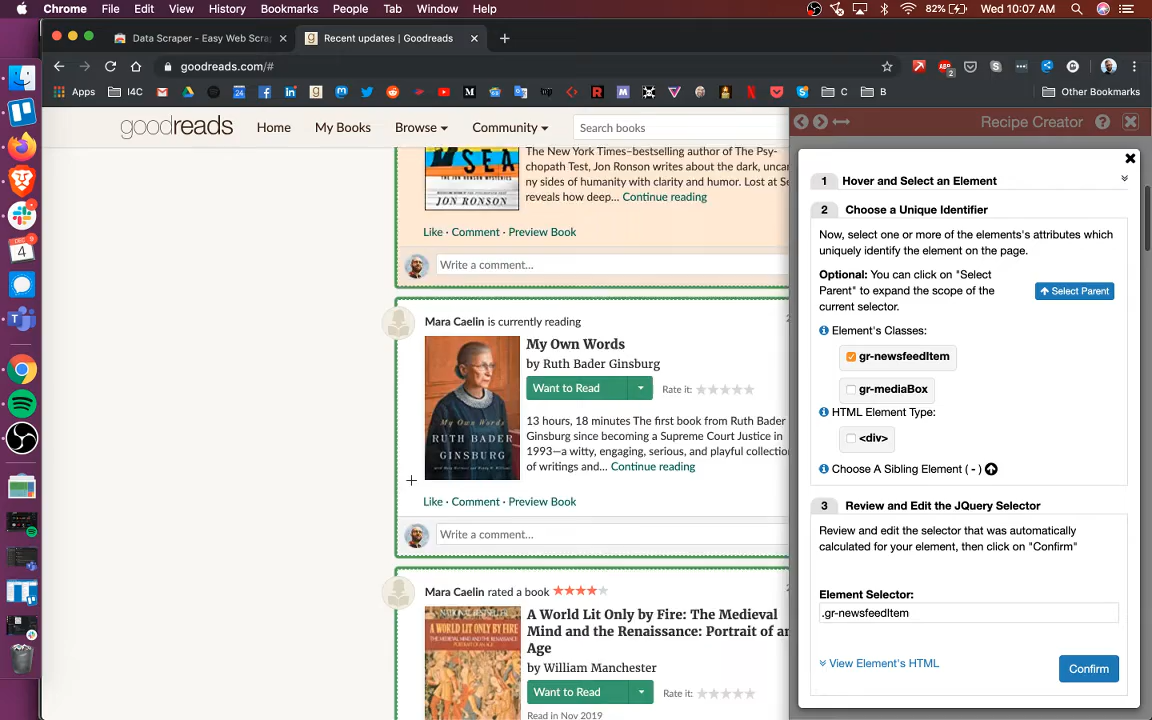 Chrome File Edit View History Bookmarks People Tab Window Help
82% Wed 10:07 AM
Data Scraper - Easy Web Scra
Recent updates | Goodreads
goodreads.com/#
Apps I4C C B Other Bookmarks
goodreads Home My Books Browse Community Search books
Recipe Creator
SEA
JON RONSON
The New York Times–bestselling author of The Psy-
chopath Test, Jon Ronson writes about the dark, uncan
ny sides of humanity with clarity and humor. Lost at Se
reveals how deep... Continue reading
Like · Comment · Preview Book
Write a comment...
Mara Caelin is currently reading
My Own Words
RUTH BADER
GINSBURG
My Own Words
by Ruth Bader Ginsburg
Want to Read
Rate it:
13 hours, 18 minutes The first book from Ruth Bader
Ginsburg since becoming a Supreme Court Justice in
1993—a witty, engaging, serious, and playful collectio
of writings and... Continue reading
Like · Comment · Preview Book
Write a comment...
Mara Caelin rated a book
A WORLD LIT ONLY BY FIRE
A World Lit Only by Fire: The Medieval
Mind and the Renaissance: Portrait of an
Age
by William Manchester
Want to Read
Rate it:
Read in Nov 2019
1 Hover and Select an Element
2 Choose a Unique Identifier
Now, select one or more of the elements's attributes which
uniquely identify the element on the page.
Optional: You can click on "Select
Parent" to expand the scope of the
current selector.
Select Parent
Element's Classes:
gr-newsfeedItem
gr-mediaBox
HTML Element Type:
<div>
Choose A Sibling Element ( - )
3 Review and Edit the JQuery Selector
Review and edit the selector that was automatically
calculated for your element, then click on "Confirm"
Element Selector:
.gr-newsfeedItem
View Element's HTML
Confirm